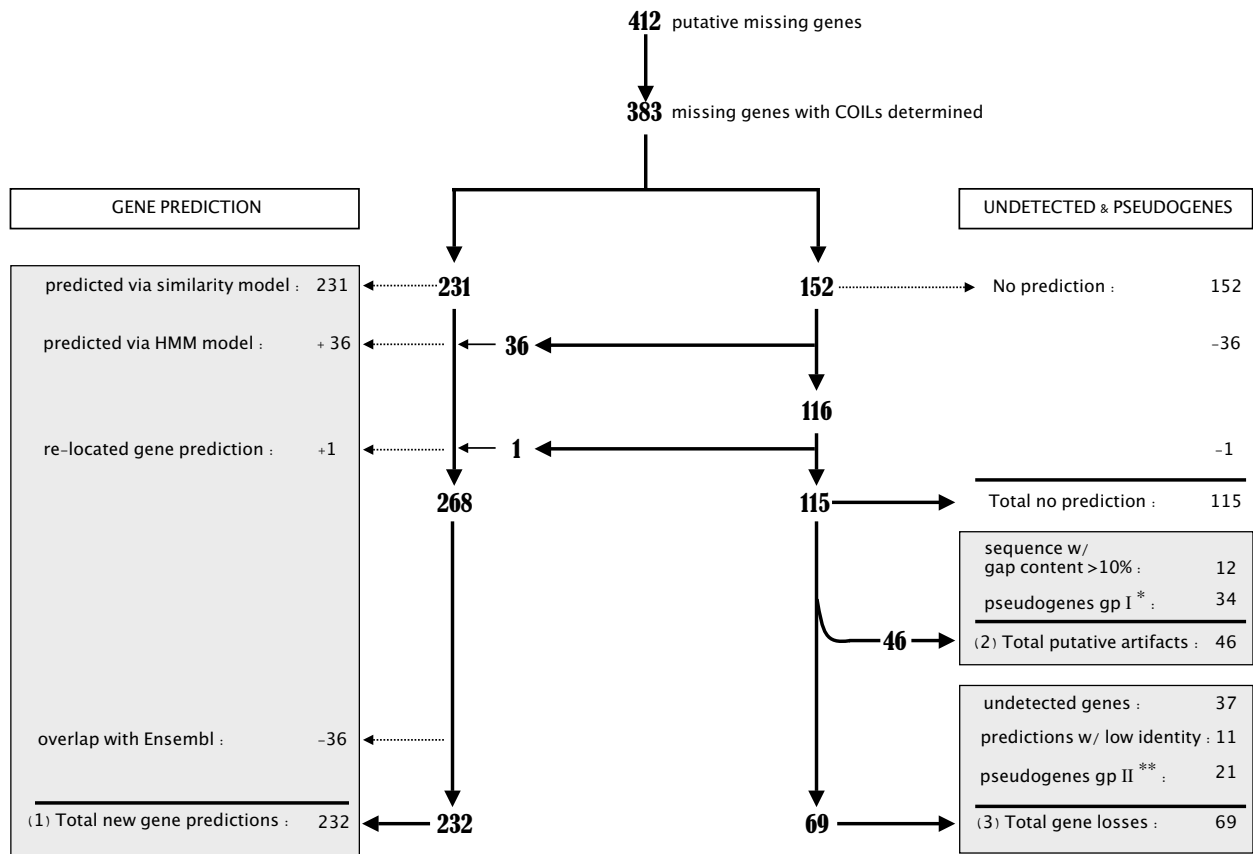 412 putative missing genes
383 missing genes with COILs determined
GENE PREDICTION
UNDETECTED & PSEUDOGENES
predicted via similarity model : 231
231
152
No prediction : 152
predicted via HMM model : + 36
36
-36
116
re-located gene prediction : +1
1
-1
268
115
Total no prediction : 115
sequence w/
gap content >10% : 12
pseudogenes gp I * : 34
46
(2) Total putative artifacts : 46
undetected genes : 37
overlap with Ensembl : -36
predictions w/ low identity : 11
pseudogenes gp II ** : 21
(1) Total new gene predictions : 232
232
69
(3) Total gene losses : 69